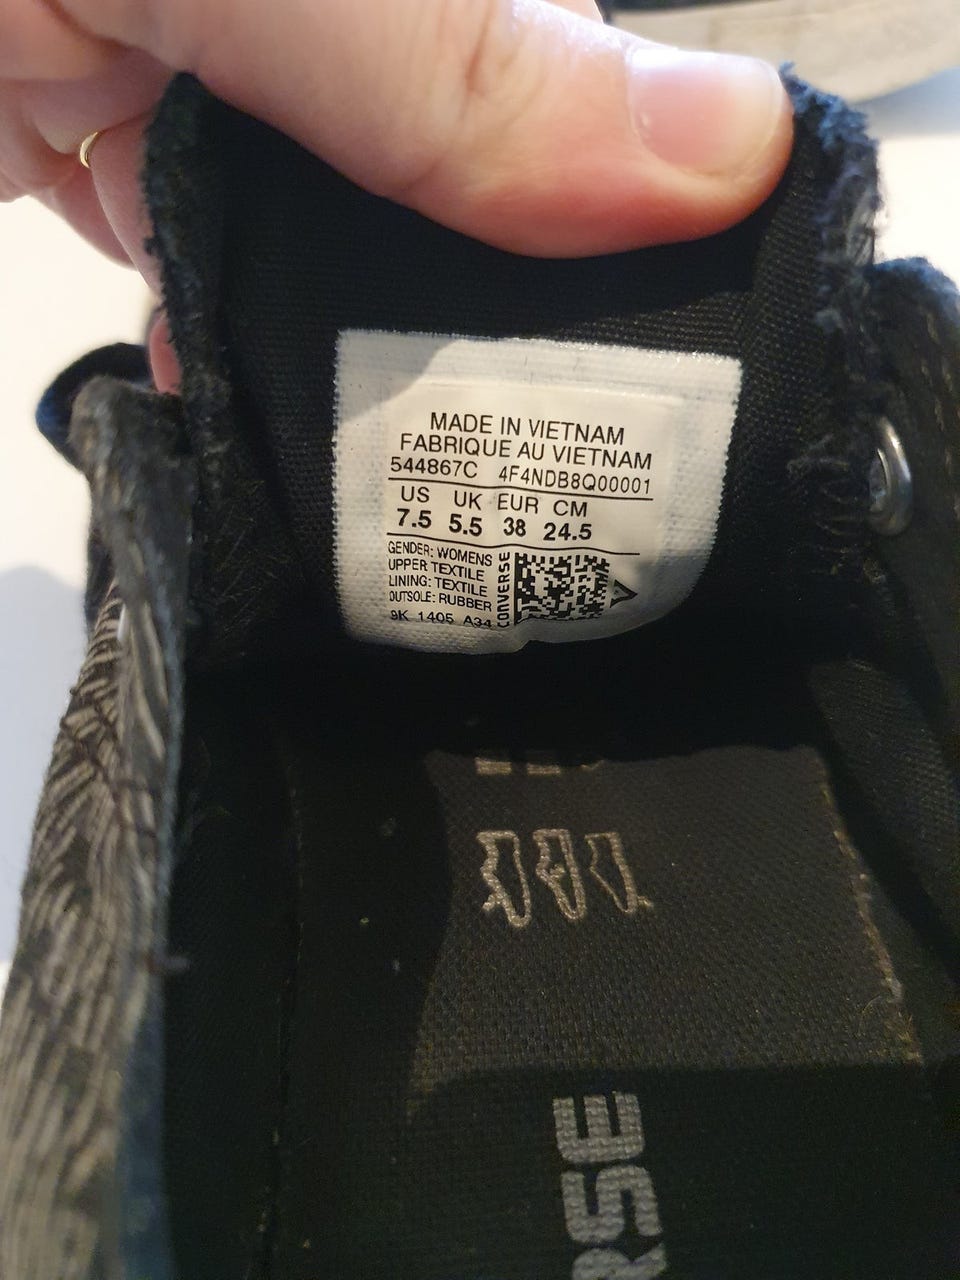 MADE IN VIETNAM
FABRIQUE AU VIETNAM
544867C 4F4NDB8Q00001
US UK EUR CM
7.5 5.5 38 24.5
GENDER: WOMENS
UPPER TEXTILE
LINING: TEXTILE
OUTSOLE: RUBBER
9K 1405 A34
CONVERSE
RSE